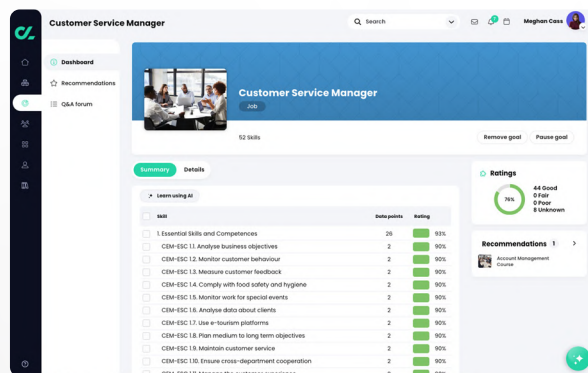 Customer Service Manager
Search
7
Meghan Cass
Dashboard
Recommendations
Q&A forum
Customer Service Manager
Job
52 Skills
Remove goal
Pause goal
Summary
Details
Learn using AI
Skill Data points Rating
1. Essential Skills and Competences 26 93%
CEM-ESC 1.1. Analyse business objectives 2 90%
CEM-ESC 1.2. Monitor customer behaviour 2 90%
CEM-ESC 1.3. Measure customer feedback 2 90%
CEM-ESC 1.4. Comply with food safety and hygiene 2 90%
CEM-ESC 1.5. Monitor work for special events 2 90%
CEM-ESC 1.6. Analyse data about clients 2 90%
CEM-ESC 1.7. Use e-tourism platforms 2 90%
CEM-ESC 1.8. Plan medium to long term objectives 2 90%
CEM-ESC 1.9. Maintain customer service 2 90%
CEM-ESC 1.10. Ensure cross-department cooperation 2 90%
Ratings
76%
44 Good
0 Fair
0 Poor
8 Unknown
Recommendations 1
Account Management
Course